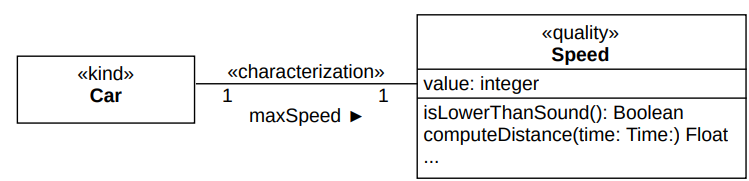 «kind»
Car
«characterization»
1
1
maxSpeed ►
«quality»
Speed
value: integer
isLowerThanSound(): Boolean
computeDistance(time: Time:) Float
...